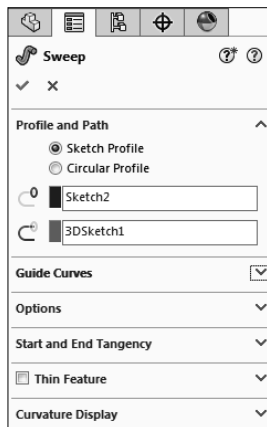 Sweep
Profile and Path
Sketch Profile
Circular Profile
Sketch2
3DSketch1
Guide Curves
Options
Start and End Tangency
Thin Feature
Curvature Display